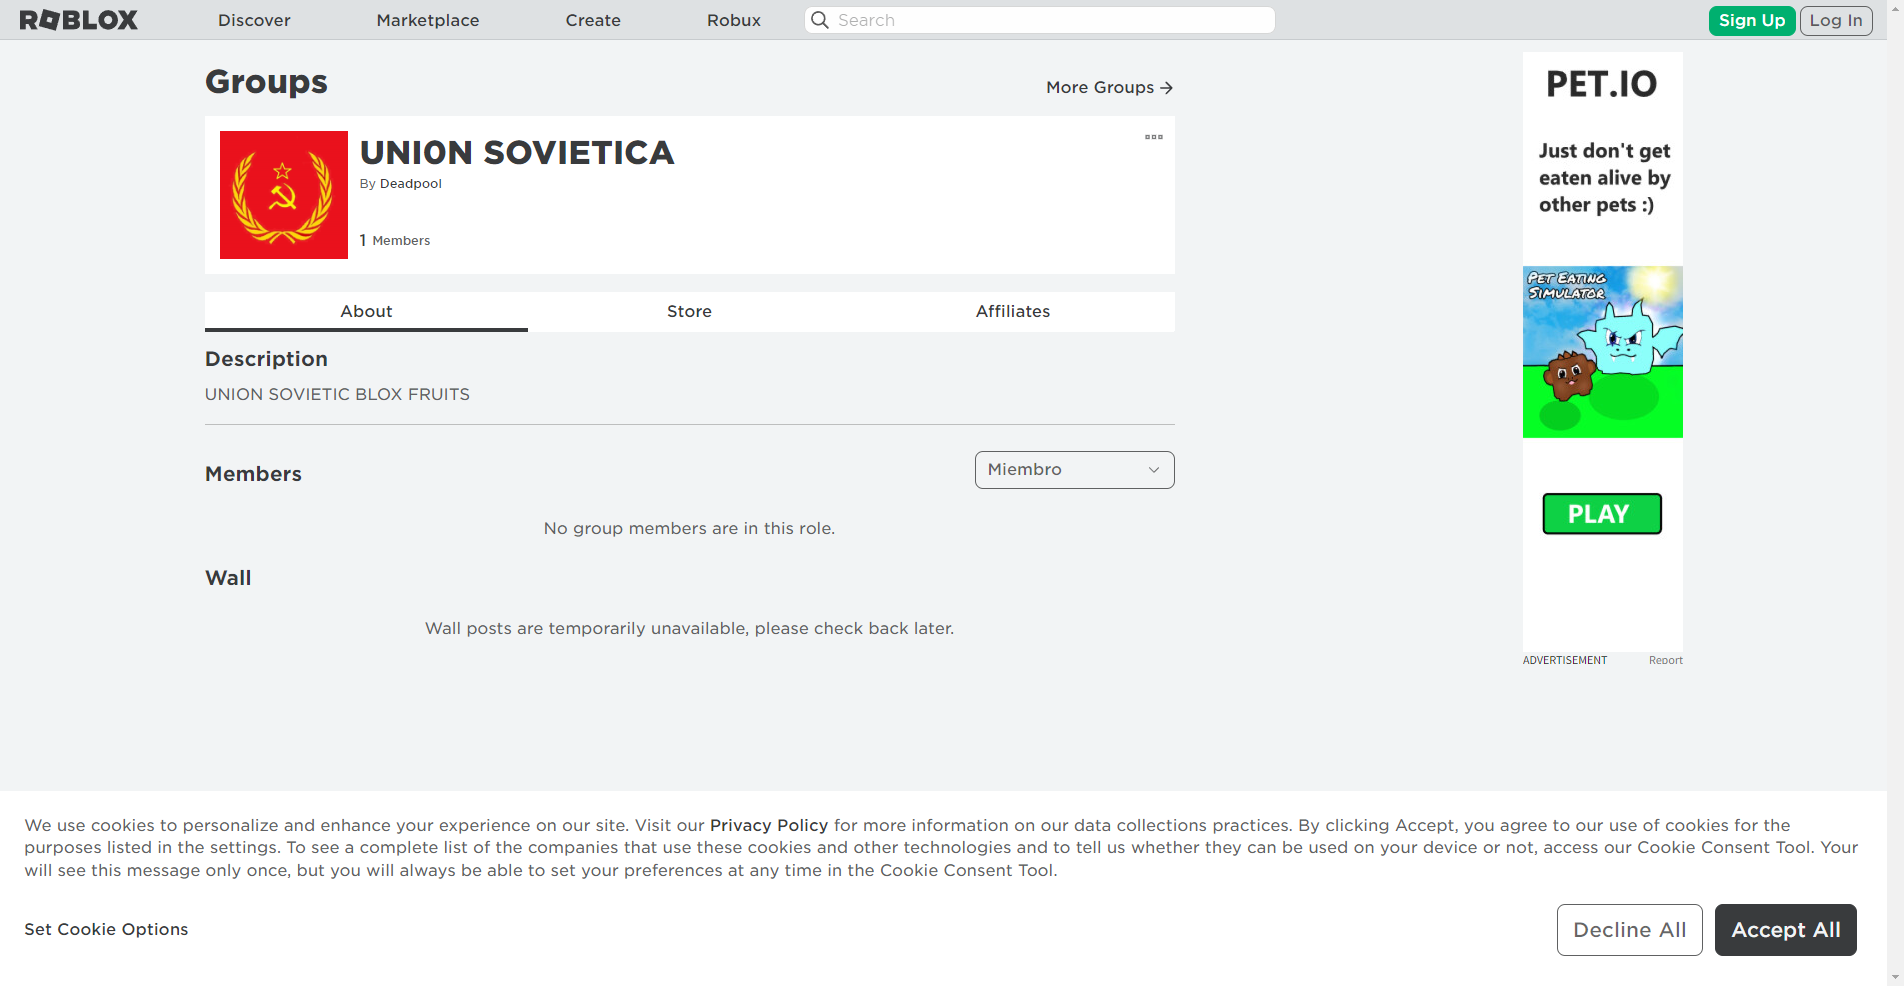 ROBLOX
Discover
Marketplace
Create
Robux
Search
Sign Up
Log In
Groups
More Groups
UNI0N SOVIETICA
By Deadpool
1 Members
About
Store
Affiliates
Description
UNION SOVIETIC BLOX FRUITS
Members
Miembro
No group members are in this role.
Wall
Wall posts are temporarily unavailable, please check back later.
PET.IO
Just don't get
eaten alive by
other pets :)
PET EATING
SIMULATOR
PLAY
ADVERTISEMENT
Report
We use cookies to personalize and enhance your experience on our site. Visit our Privacy Policy for more information on our data collections practices. By clicking Accept, you agree to our use of cookies for the
purposes listed in the settings. To see a complete list of the companies that use these cookies and other technologies and to tell us whether they can be used on your device or not, access our Cookie Consent Tool. Your
will see this message only once, but you will always be able to set your preferences at any time in the Cookie Consent Tool.
Set Cookie Options
Decline All
Accept All